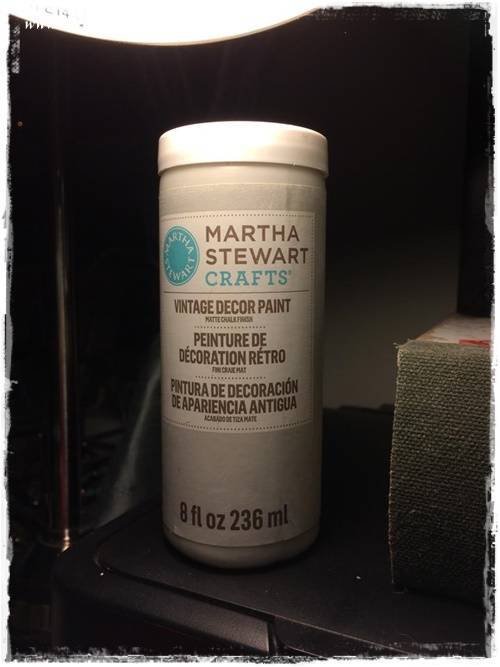 MARTHA STEWART
MARTHA
STEWART
CRAFTS®
VINTAGE DECOR PAINT
MATTE CHALK FINISH
PEINTURE DE
DÉCORATION RÉTRO
FINI CRAIE MAT
PINTURA DE DECORACIÓN
DE APARIENCIA ANTIGUA
ACABADO DE TIZA MATE
8 fl oz 236 ml